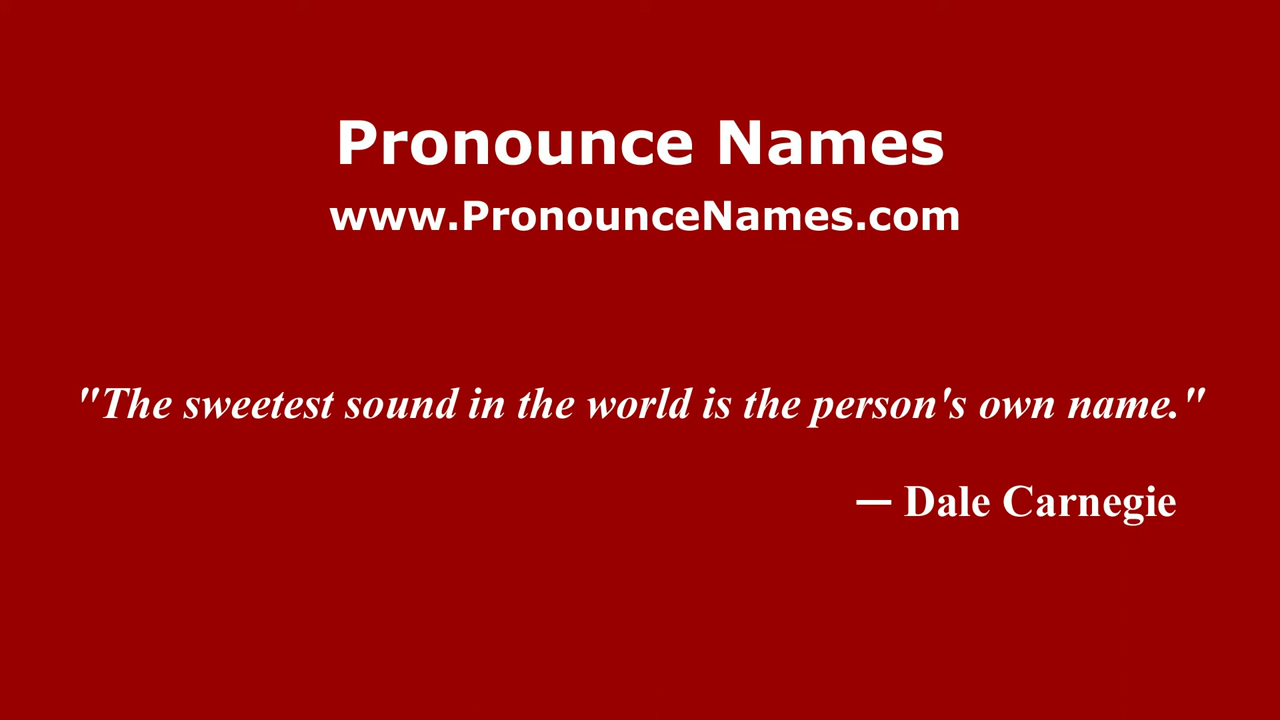 Pronounce Names
www.PronounceNames.com
"The sweetest sound in the world is the person's own name."
— Dale Carnegie